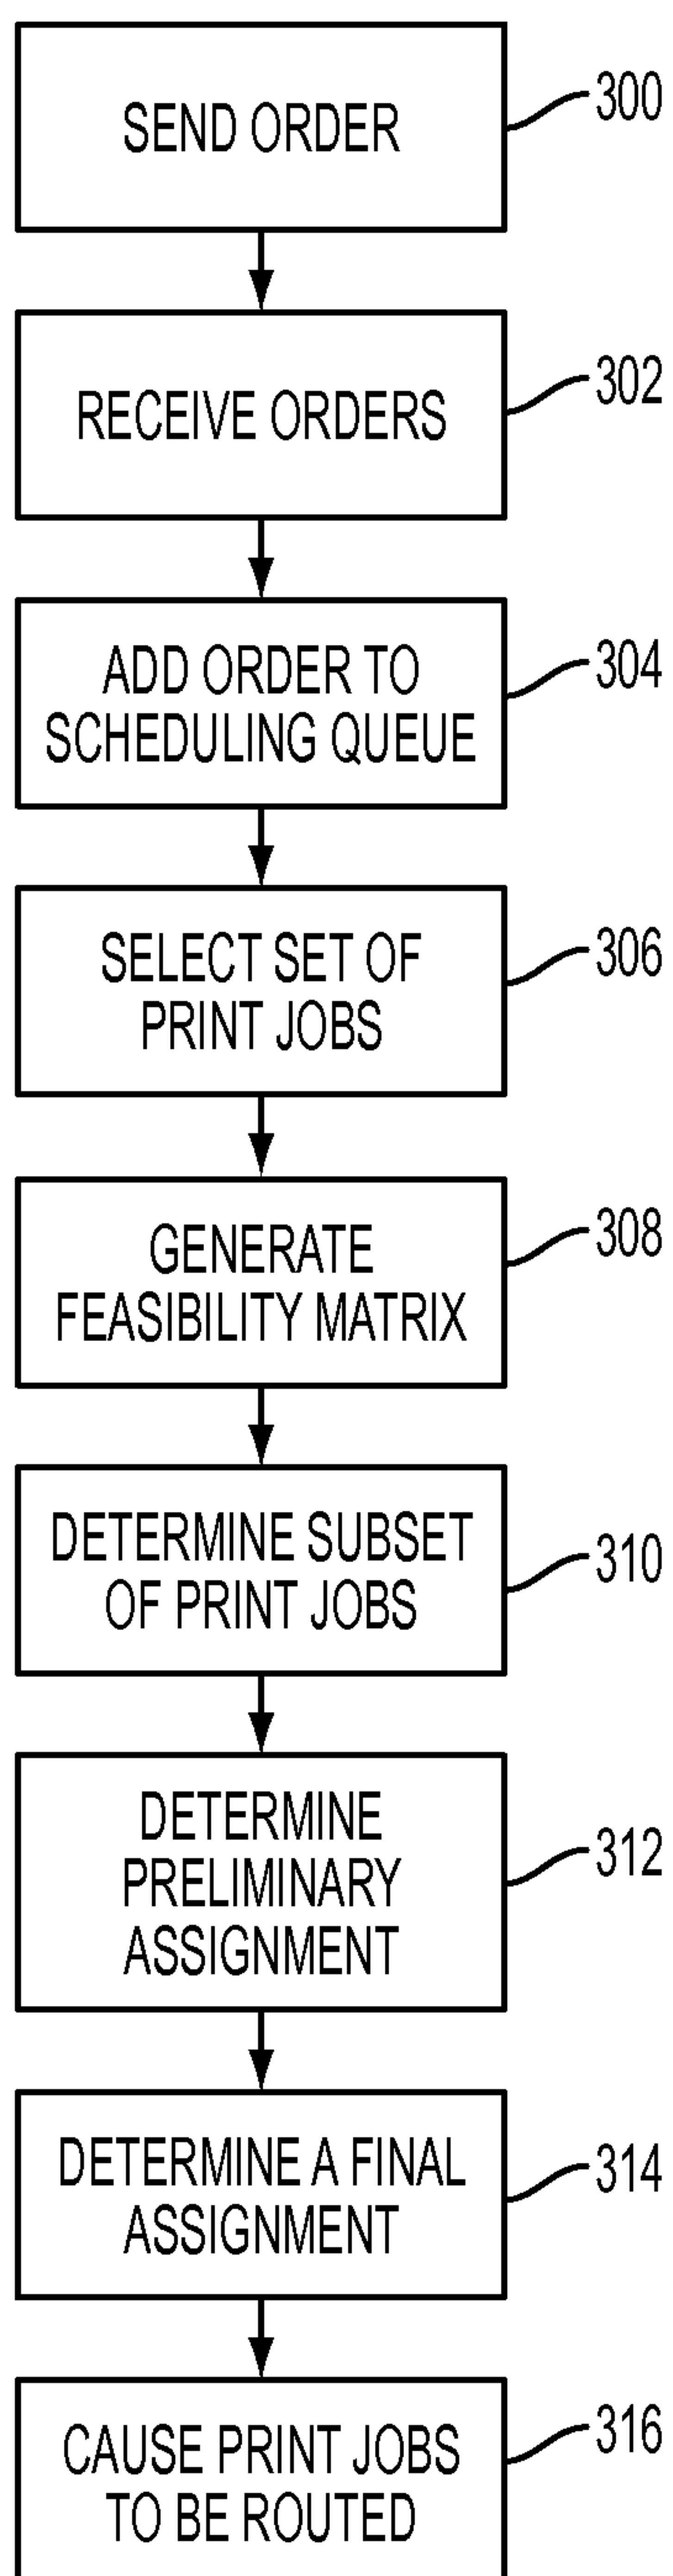 SEND ORDER
300
RECEIVE ORDERS
302
ADD ORDER TO
SCHEDULING QUEUE
304
SELECT SET OF
PRINT JOBS
306
GENERATE
FEASIBILITY MATRIX
308
DETERMINE SUBSET
OF PRINT JOBS
310
DETERMINE
PRELIMINARY
ASSIGNMENT
312
DETERMINE A FINAL
ASSIGNMENT
314
CAUSE PRINT JOBS
TO BE ROUTED
316